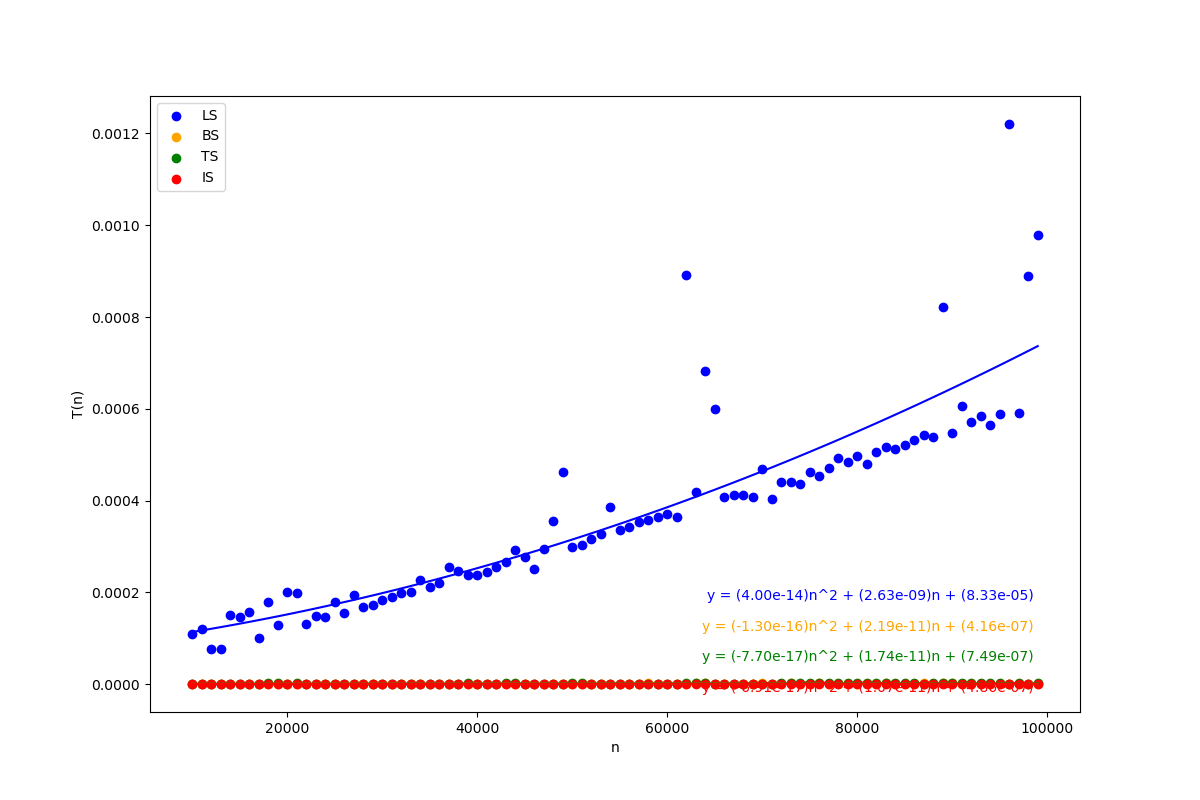 LS
BS
TS
IS
0.0012
0.0010
0.0008
0.0006
0.0004
0.0002
0.0000
T(n)
y = (4.00e-14)n^2 + (2.63e-09)n + (8.33e-05)
y = (-1.30e-16)n^2 + (2.19e-11)n + (4.16e-07)
y = (-7.70e-17)n^2 + (1.74e-11)n + (7.49e-07)
20000
40000
60000
80000
100000
n